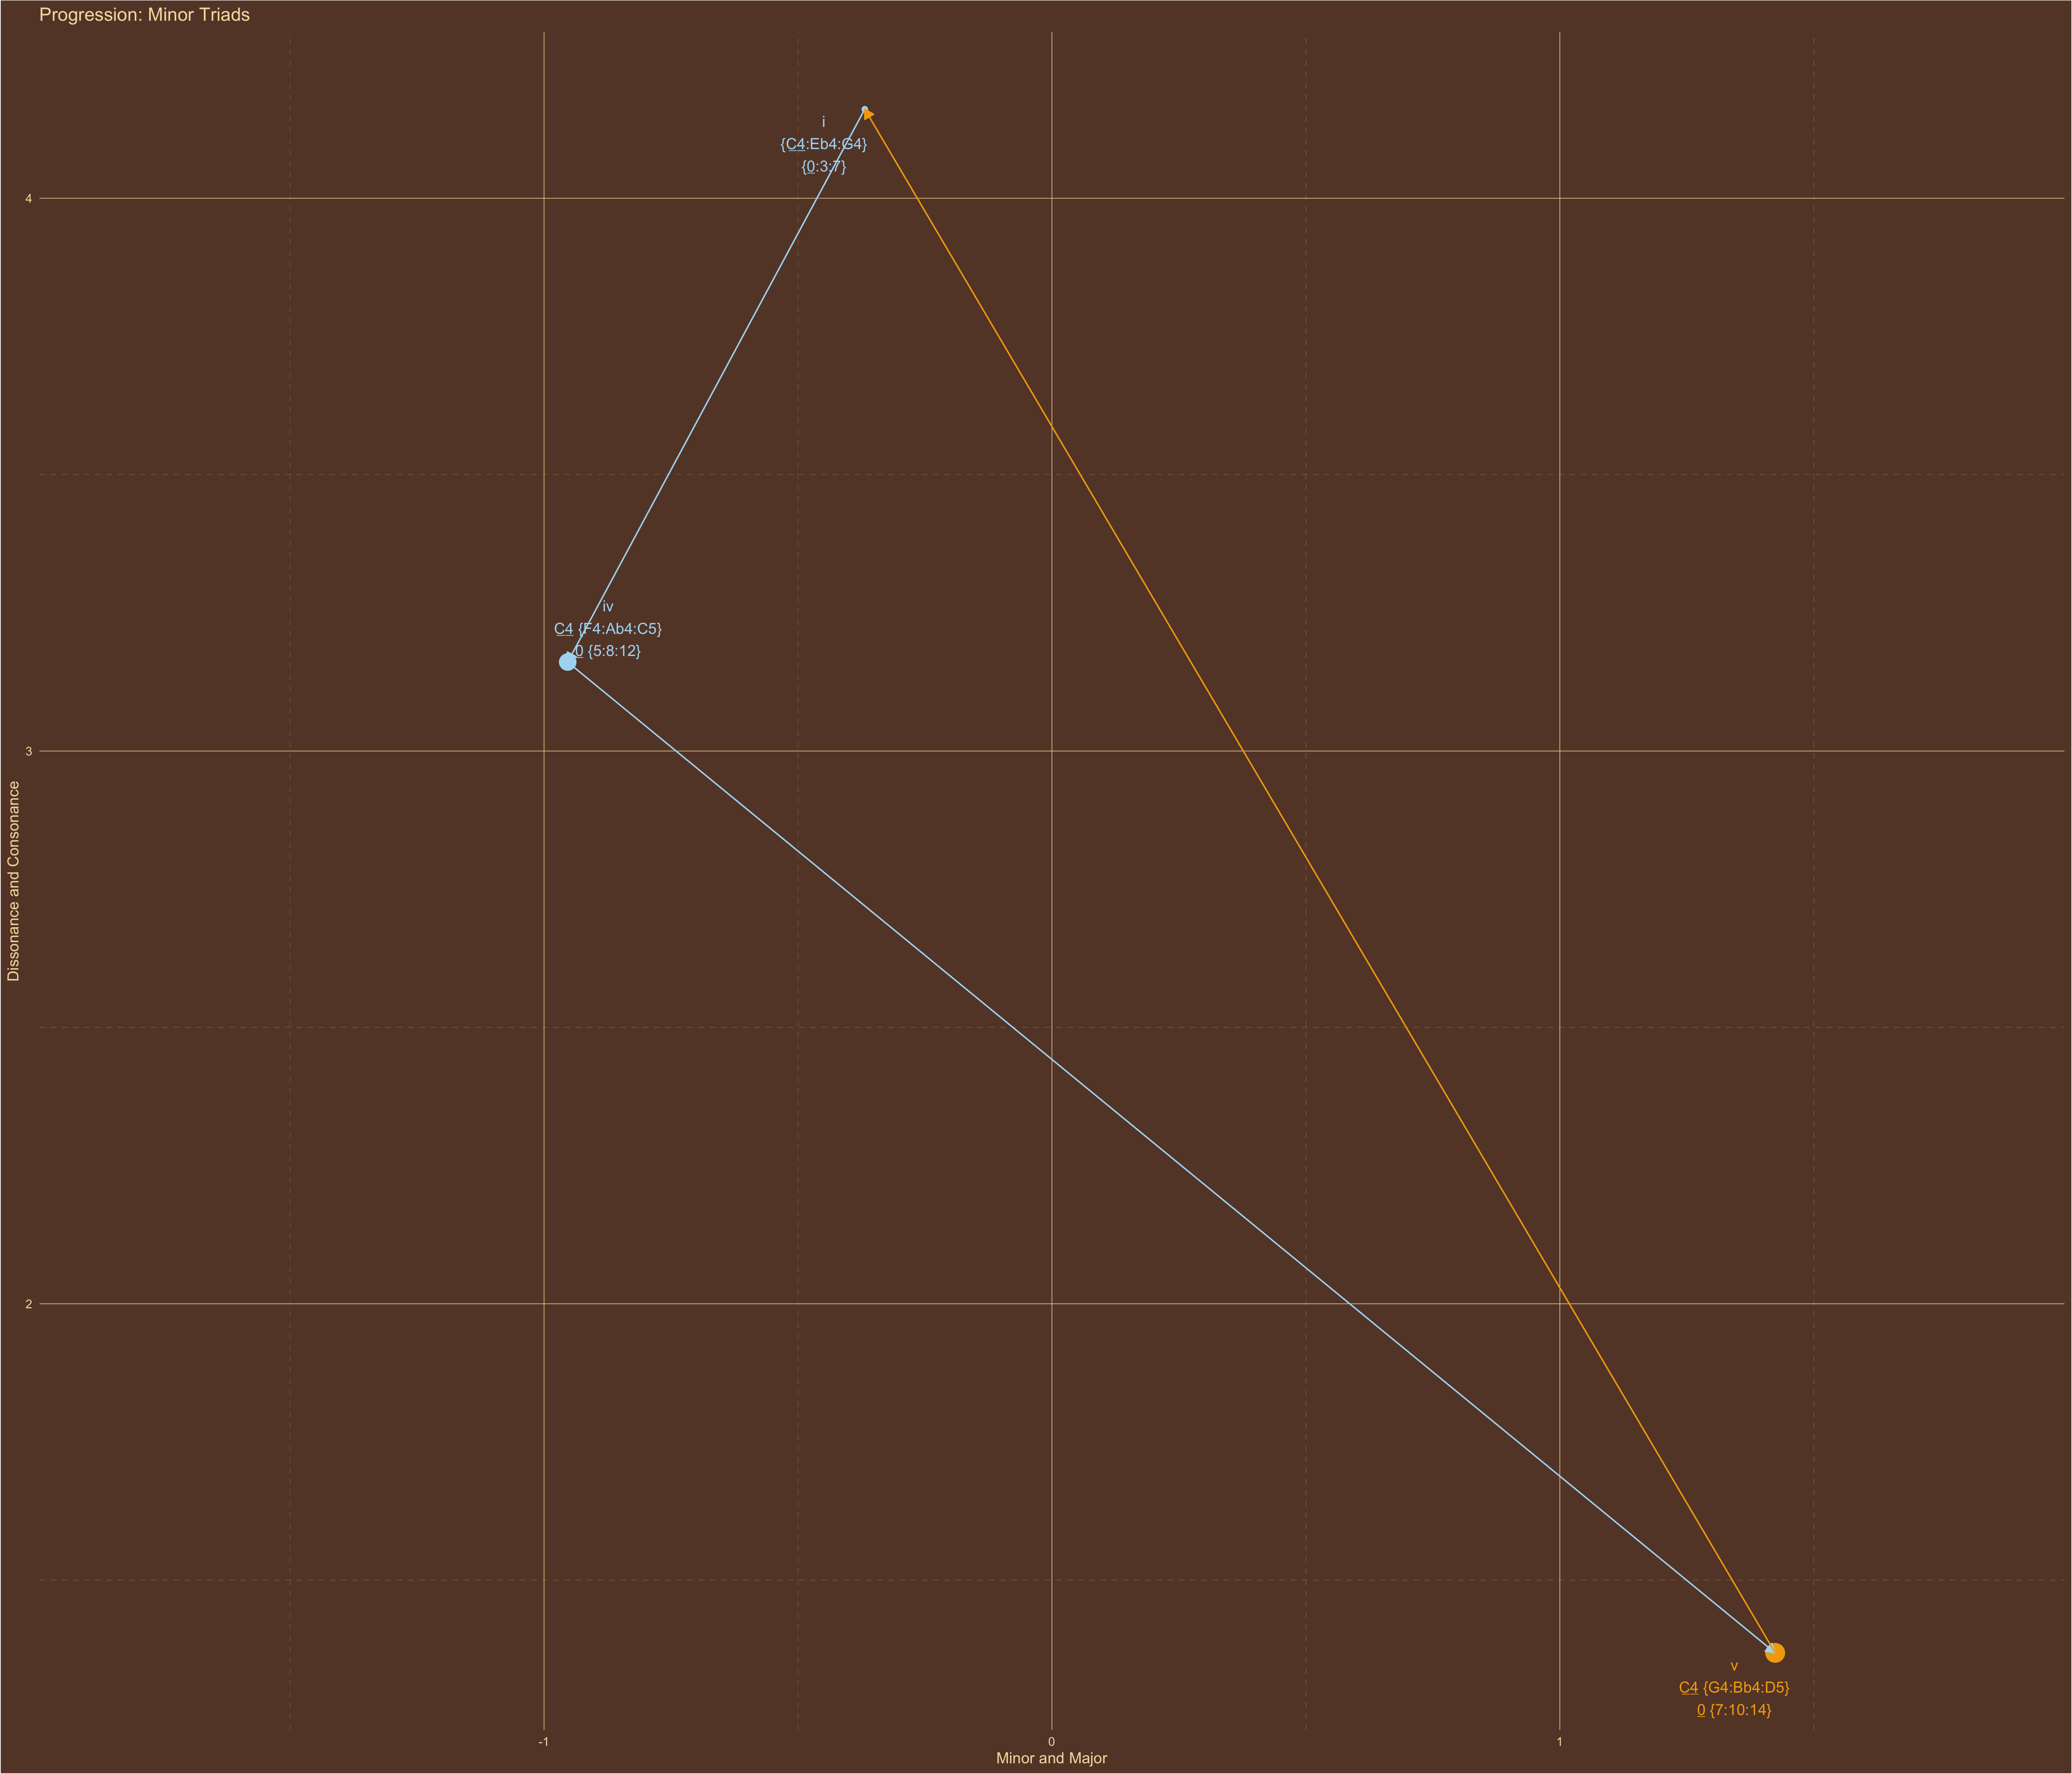 Progression: Minor Triads
i
{C4:Eb4:G4}
{0:3:7}
4
iv
C4 {F4:Ab4:C5}
0 {5:8:12}
3
Dissonance and Consonance
2
v
C4 {G4:Bb4:D5}
0 {7:10:14}
-1
0
1
Minor and Major